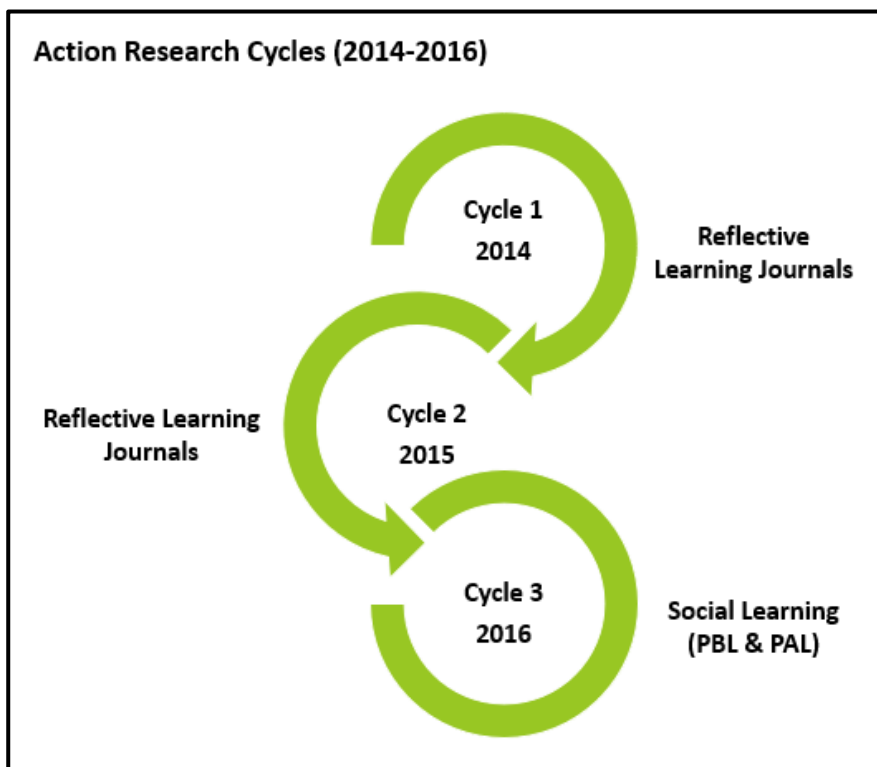 Action Research Cycles (2014-2016)
Cycle 1
2014
Reflective
Learning Journals
Cycle 2
2015
Reflective Learning
Journals
Cycle 3
2016
Social Learning
(PBL & PAL)